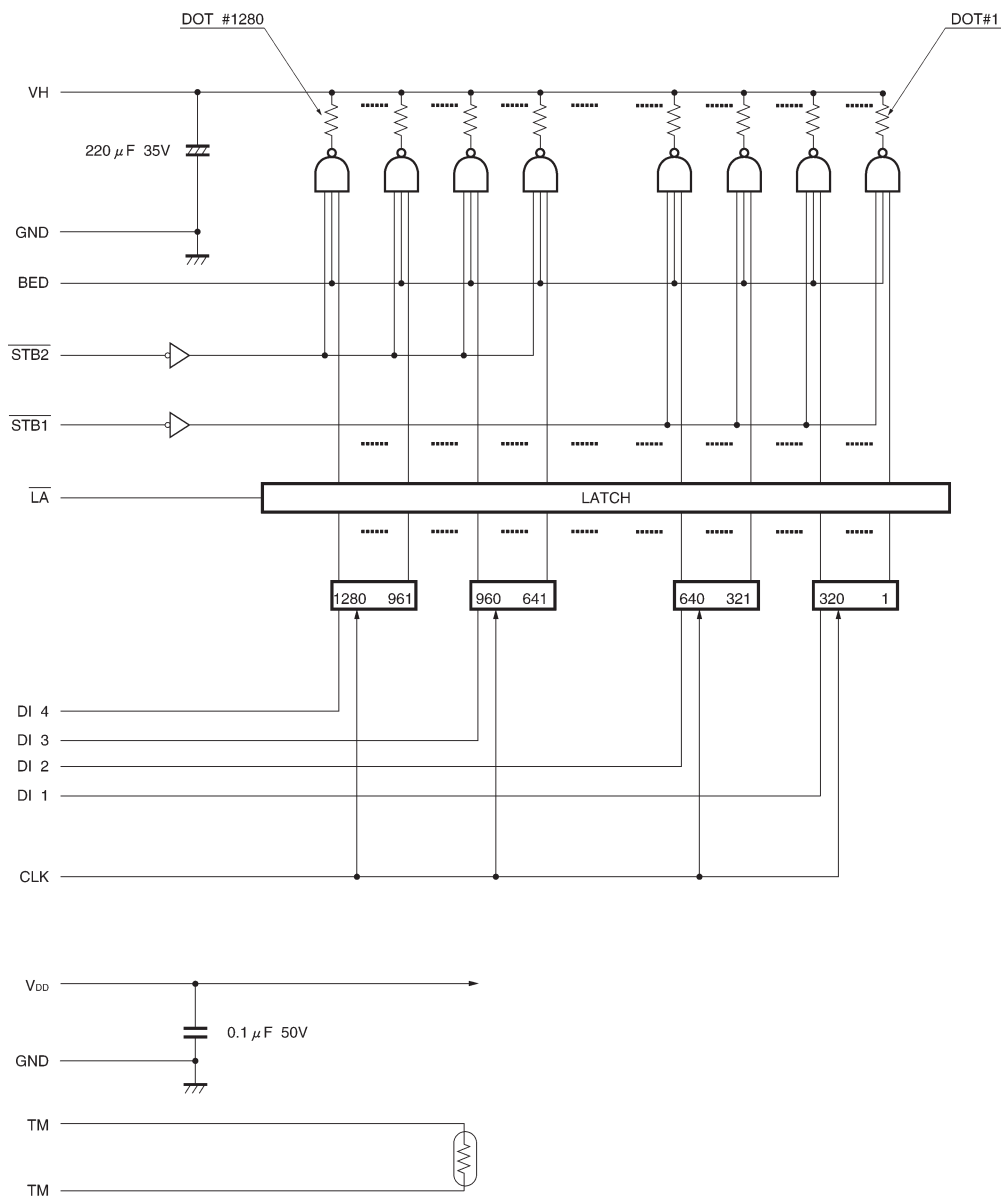 DOT #1280
DOT#1
VH
220 μF 35V
GND
BED
STB2
STB1
LA
LATCH
1280 961
960 641
640 321
320 1
DI 4
DI 3
DI 2
DI 1
CLK
VDD
0.1 μF 50V
GND
TM
TM